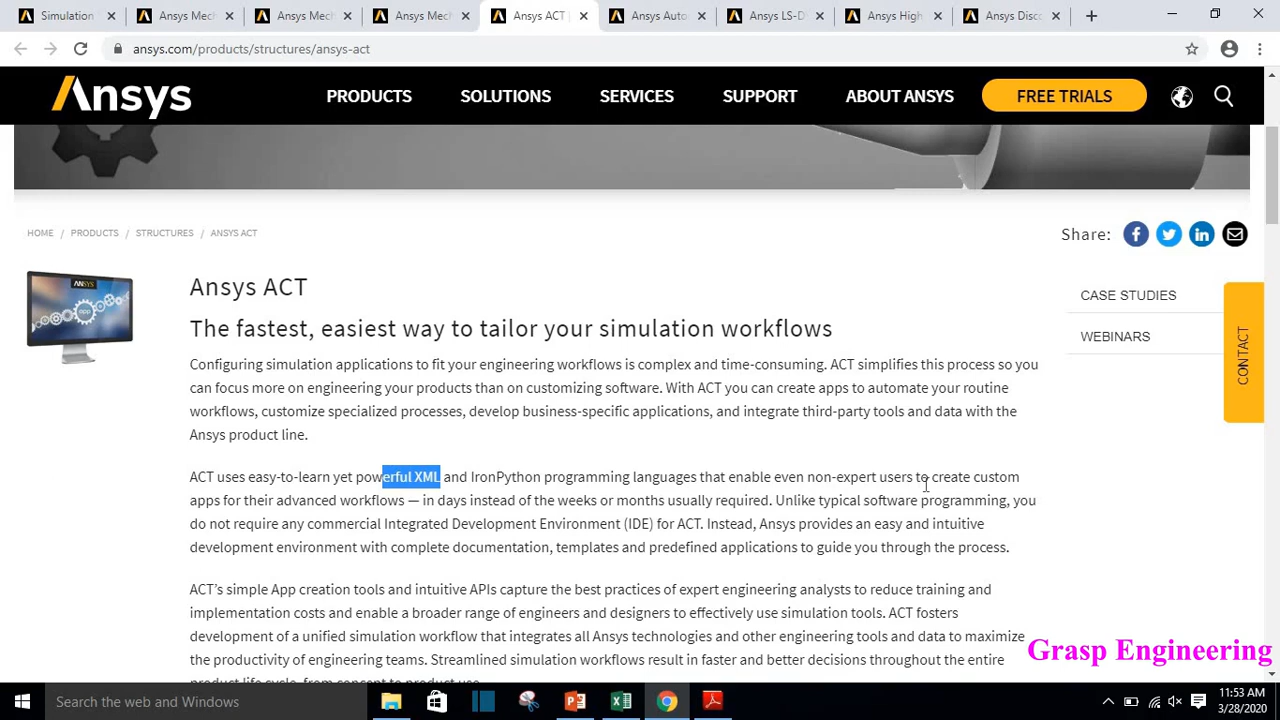 Simulation
Ansys Mech
Ansys Mech
Ansys Mech
Ansys ACT
Ansys Auto
Ansys LS-D
Ansys High
Ansys Disco
ansys.com/products/structures/ansys-act
Ansys
PRODUCTS
SOLUTIONS
SERVICES
SUPPORT
ABOUT ANSYS
FREE TRIALS
HOME / PRODUCTS / STRUCTURES / ANSYS ACT
Share:
ANSYS
app
Ansys ACT
CASE STUDIES
WEBINARS
CONTACT
The fastest, easiest way to tailor your simulation workflows
Configuring simulation applications to fit your engineering workflows is complex and time-consuming. ACT simplifies this process so you
can focus more on engineering your products than on customizing software. With ACT you can create apps to automate your routine
workflows, customize specialized processes, develop business-specific applications, and integrate third-party tools and data with the
Ansys product line.
ACT uses easy-to-learn yet powerful XML and IronPython programming languages that enable even non-expert users to create custom
apps for their advanced workflows — in days instead of the weeks or months usually required. Unlike typical software programming, you
do not require any commercial Integrated Development Environment (IDE) for ACT. Instead, Ansys provides an easy and intuitive
development environment with complete documentation, templates and predefined applications to guide you through the process.
ACT's simple App creation tools and intuitive APIs capture the best practices of expert engineering analysts to reduce training and
implementation costs and enable a broader range of engineers and designers to effectively use simulation tools. ACT fosters
development of a unified simulation workflow that integrates all Ansys technologies and other engineering tools and data to maximize
the productivity of engineering teams. Streamlined simulation workflows result in faster and better decisions throughout the entire
product life cycle, from concept to product use.
Grasp Engineering
Search the web and Windows
11:53 AM
3/28/2020